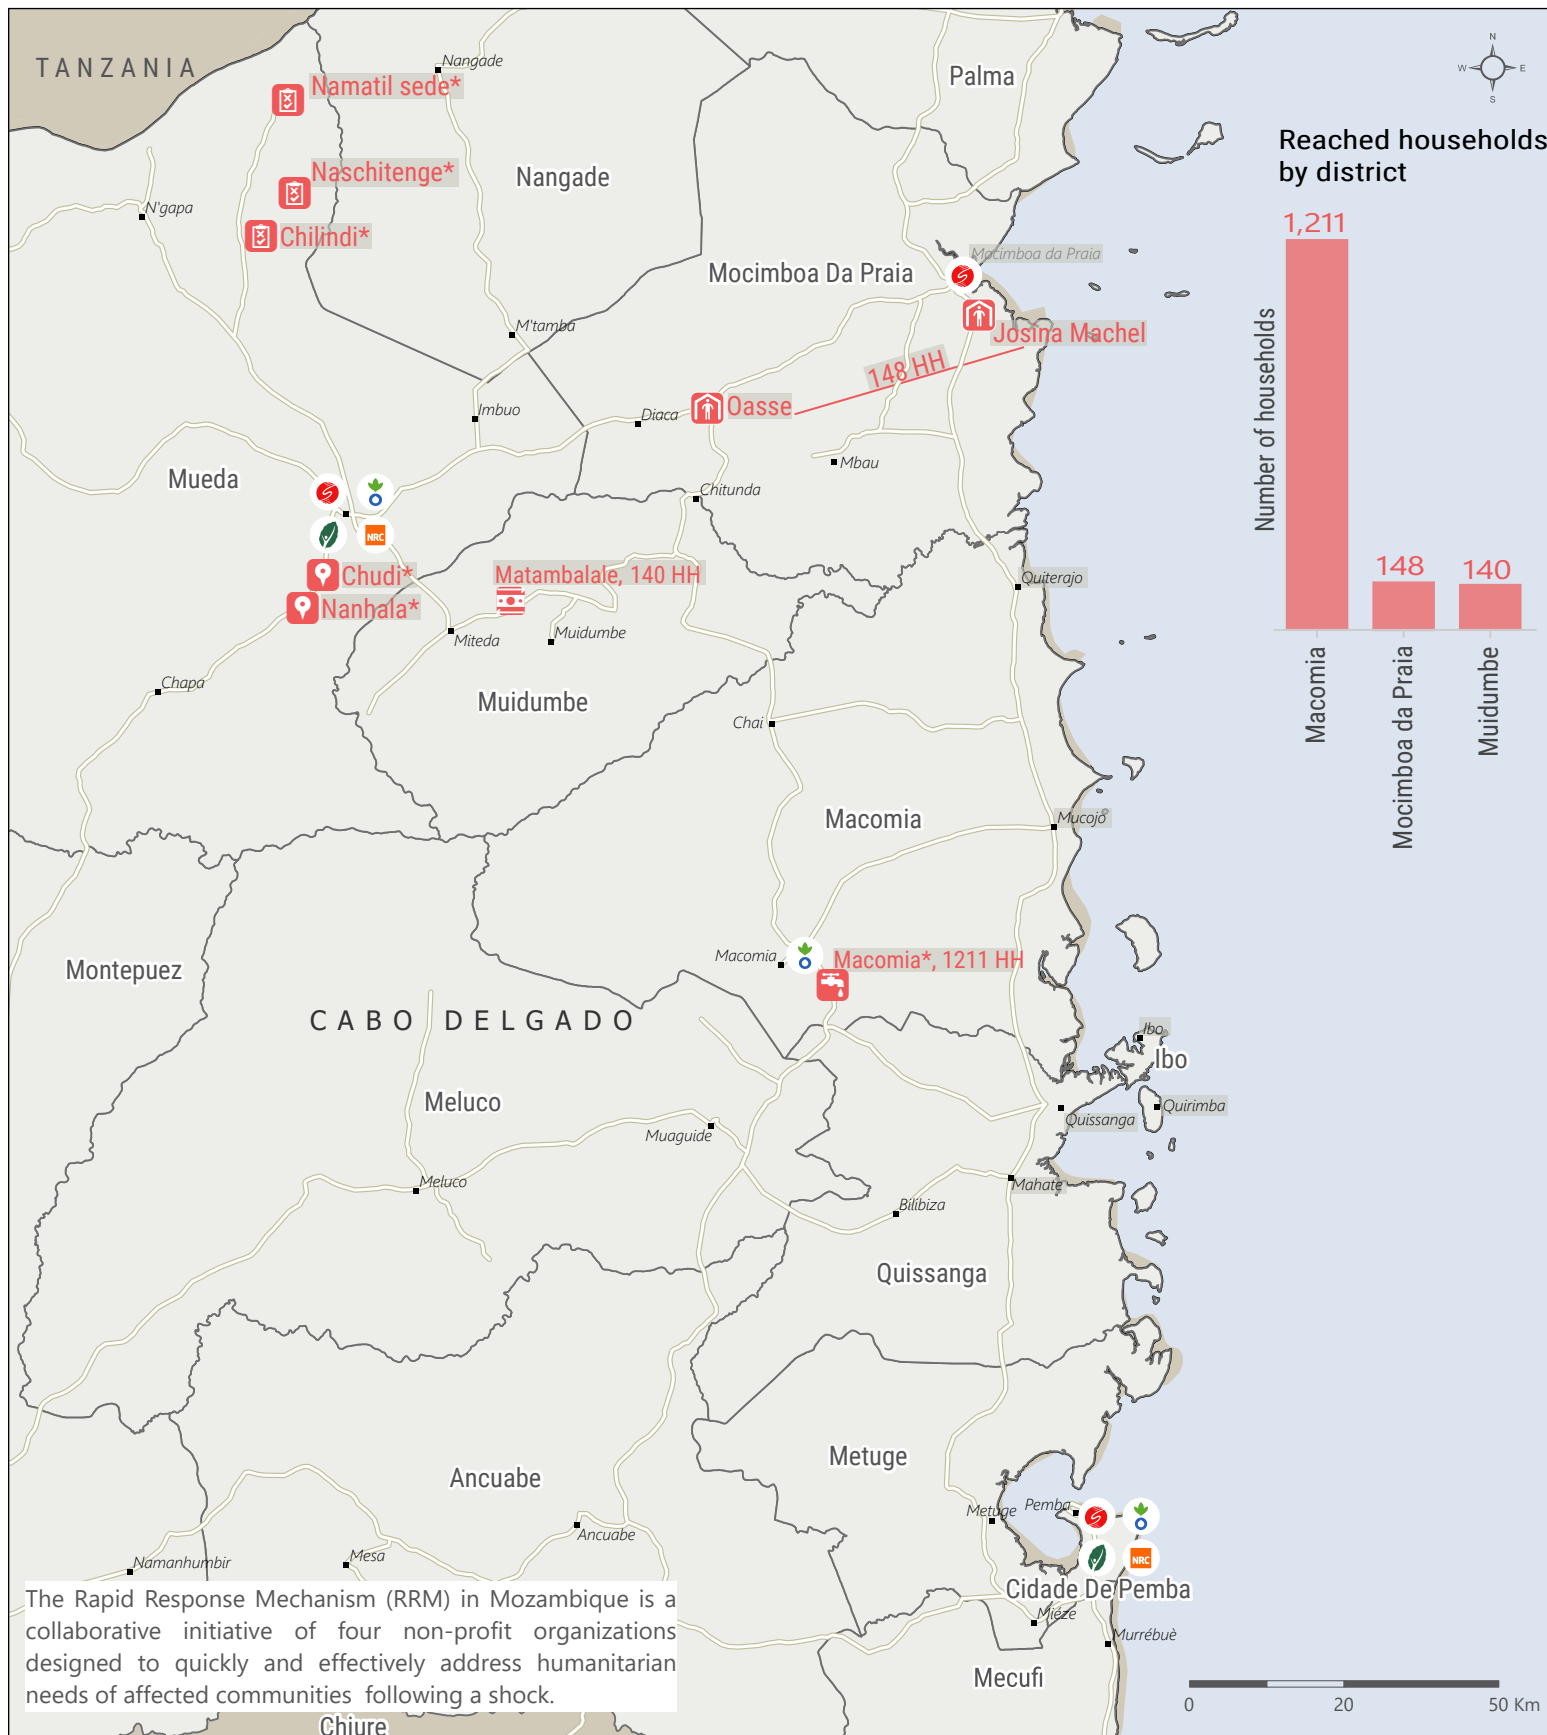 TANZANIA
Nangade
Namatil sede*
Palma
N
W
E
S
Reached households
by district
Naschitenge*
Nangade
N'gapa
Chilindi*
1,211
Mocimboa da Praia
Mocimboa Da Praia
M'tamba
Josina Machel
148 HH
Number of households
Imbuo
Diaca
Oasse
Mbau
Mueda
Chitunda
NRC
Chudi*
Matambalale, 140 HH
Quiterajo
148
140
Nanhala*
Miteda
Muidumbe
Macomia
Mocimboa da Praia
Muidumbe
Chapa
Muidumbe
Chai
Macomia
Mucojo
Macomia
Macomia*, 1211 HH
Montepuez
CABO DELGADO
Ibo
Ibo
Meluco
Quirimba
Quissanga
Muaguide
Meluco
Mahate
Bilibiza
Quissanga
Metuge
Ancuabe
Metuge
Pemba
Ancuabe
NRC
Mesa
Namanhumbir
Cidade De Pemba
Miéze
Murrébuè
The Rapid Response Mechanism (RRM) in Mozambique is a
collaborative initiative of four non-profit organizations
designed to quickly and effectively address humanitarian
needs of affected communities following a shock.
Mecufi
0
20
50 Km
Chiure